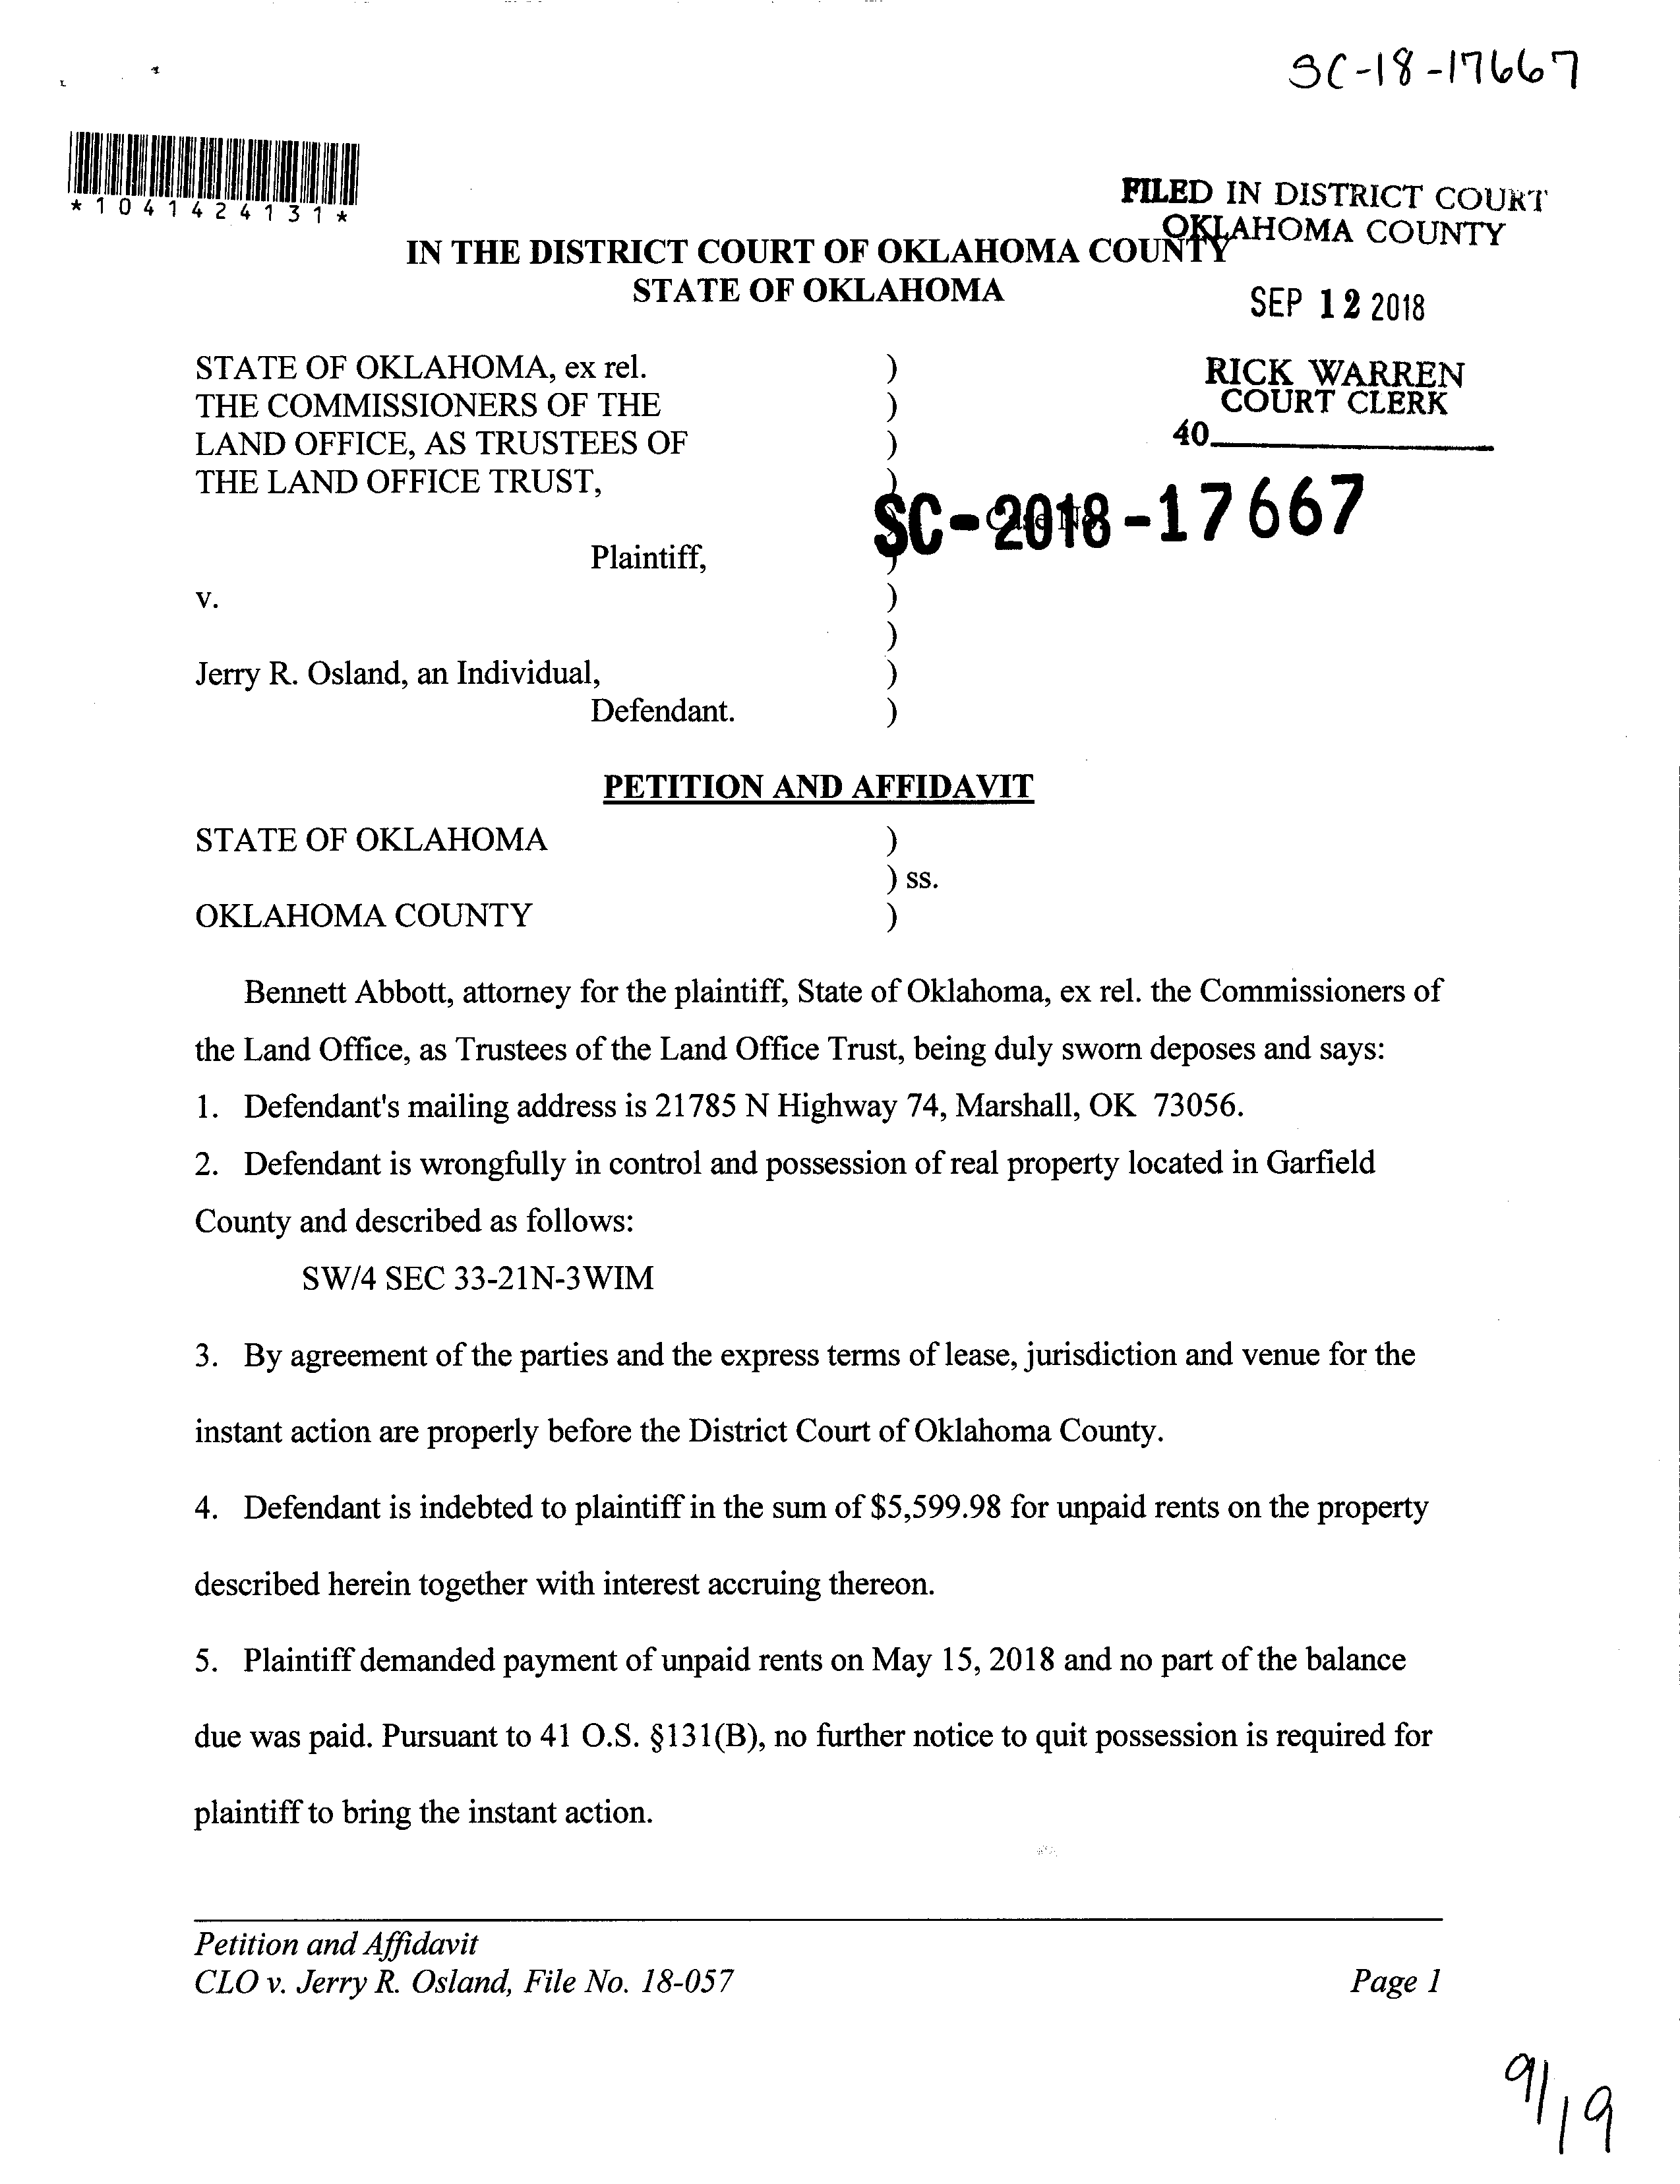 SC-18-17667
*1041424131*
FILED IN DISTRICT COURT
OKLAHOMA COUNTY
IN THE DISTRICT COURT OF OKLAHOMA COUNTY
STATE OF OKLAHOMA
SEP 12 2018
STATE OF OKLAHOMA, ex rel. )
THE COMMISSIONERS OF THE )
LAND OFFICE, AS TRUSTEES OF )
THE LAND OFFICE TRUST, )
RICK WARREN
COURT CLERK
40
Case No.
SC-2018-17667
Plaintiff, )
v. )
)
Jerry R. Osland, an Individual, )
Defendant. )
PETITION AND AFFIDAVIT
STATE OF OKLAHOMA )
) ss.
OKLAHOMA COUNTY )
Bennett Abbott, attorney for the plaintiff, State of Oklahoma, ex rel. the Commissioners of
the Land Office, as Trustees of the Land Office Trust, being duly sworn deposes and says:
1. Defendant's mailing address is 21785 N Highway 74, Marshall, OK 73056.
2. Defendant is wrongfully in control and possession of real property located in Garfield
County and described as follows:
SW/4 SEC 33-21N-3WIM
3. By agreement of the parties and the express terms of lease, jurisdiction and venue for the
instant action are properly before the District Court of Oklahoma County.
4. Defendant is indebted to plaintiff in the sum of $5,599.98 for unpaid rents on the property
described herein together with interest accruing thereon.
5. Plaintiff demanded payment of unpaid rents on May 15, 2018 and no part of the balance
due was paid. Pursuant to 41 O.S. §131(B), no further notice to quit possession is required for
plaintiff to bring the instant action.
Petition and Affidavit
CLO v. Jerry R. Osland, File No. 18-057 Page 1
9/19